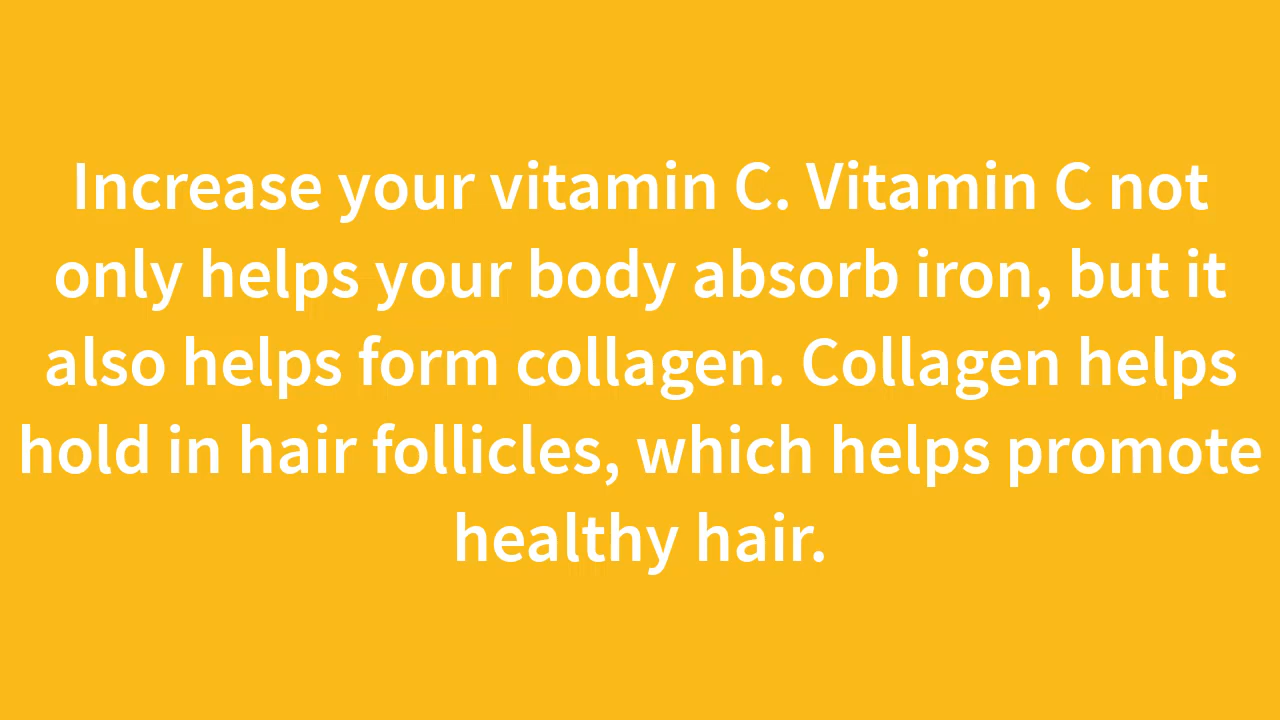 Increase your vitamin C. Vitamin C not
only helps your body absorb iron, but it
also helps form collagen. Collagen helps
hold in hair follicles, which helps promote
healthy hair.